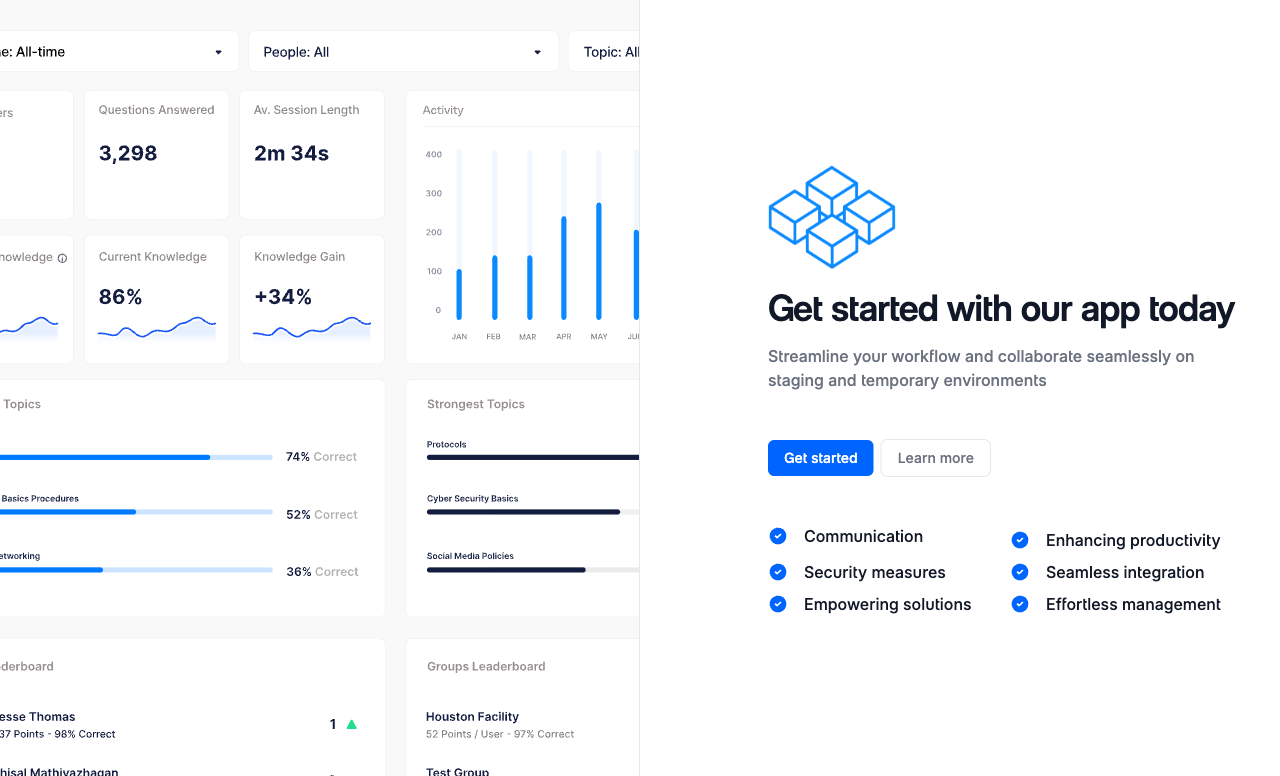 e: All-time
People: All
Topic: All
ers
Questions Answered
3,298
Av. Session Length
2m 34s
Activity
400
300
200
100
0
JAN
FEB
MAR
APR
MAY
JUN
nowledge
Current Knowledge
86%
Knowledge Gain
+34%
Topics
74% Correct
Basics Procedures
52% Correct
etworking
36% Correct
Strongest Topics
Protocols
Cyber Security Basics
Social Media Policies
derboard
esse Thomas
37 Points - 98% Correct
1
hisal Mathivazhagan
Groups Leaderboard
Houston Facility
52 Points / User - 97% Correct
Test Group
Get started with our app today
Streamline your workflow and collaborate seamlessly on
staging and temporary environments
Get started
Learn more
Communication
Security measures
Empowering solutions
Enhancing productivity
Seamless integration
Effortless management